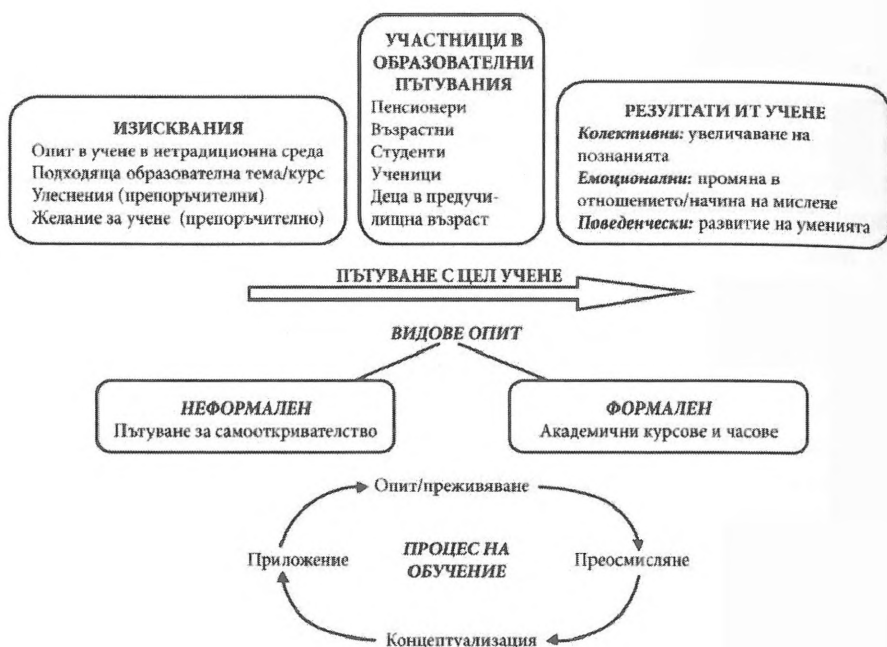 УЧАСТНИЦИ В
ОБРАЗОВАТЕЛНИ
ПЪТУВАНИЯ
Пенсионери
Възрастни
Студенти
Ученици
Деца в предучи-
лищна възраст
ИЗИСКВАНИЯ
Опит в учене в нетрадиционна среда
Подходяща образователна тема/курс
Улеснения (препоръчителни)
Желание за учене (препоръчително)
РЕЗУЛТАТИ ИТ УЧЕНЕ
Колективни: увеличаване на
познанията
Емоционални: промяна в
отношението/начина на мислене
Поведенчески: развитие на уменията
ПЪТУВАНЕ С ЦЕЛ УЧЕНЕ
ВИДОВЕ ОПИТ
НЕФОРМАЛЕН
Пътуване за самооткривателство
ФОРМАЛЕН
Академични курсове и часове
Опит/преживяване
Приложение
ПРОЦЕС НА
ОБУЧЕНИЕ
Преосмисляне
Концептуализация